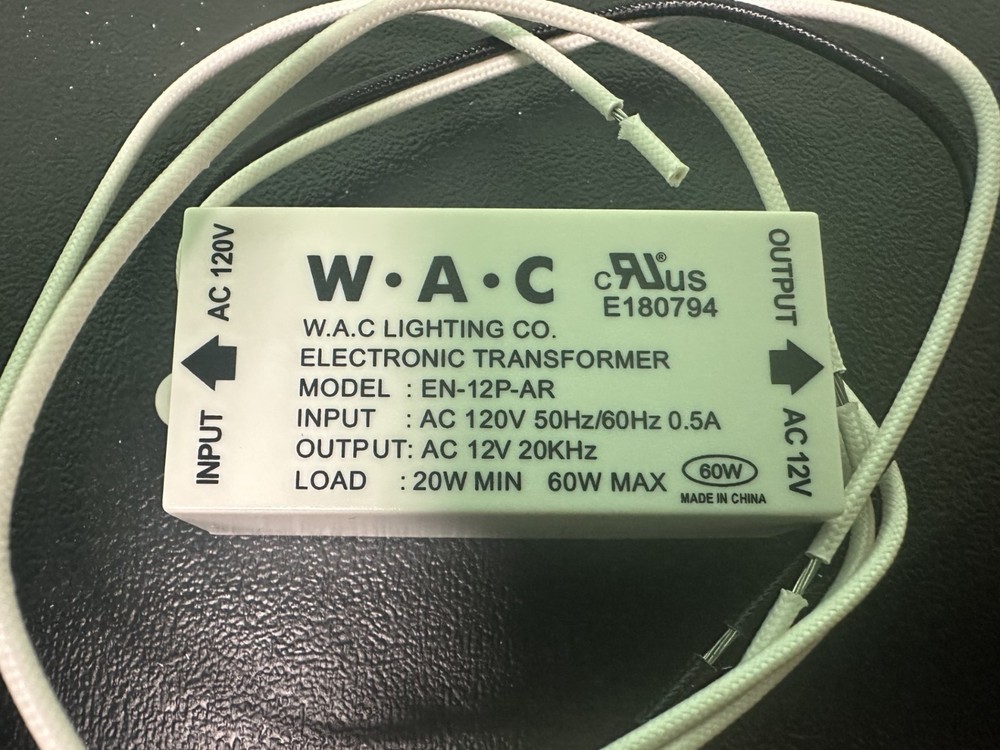 AC 120V
INPUT
W·A·C
W.A.C LIGHTING CO.
ELECTRONIC TRANSFORMER
MODEL : EN-12P-AR
INPUT : AC 120V 50Hz/60Hz 0.5A
OUTPUT: AC 12V 20KHz
LOAD : 20W MIN 60W MAX
60W
MADE IN CHINA
cRUus®
E180794
OUTPUT
AC 12V